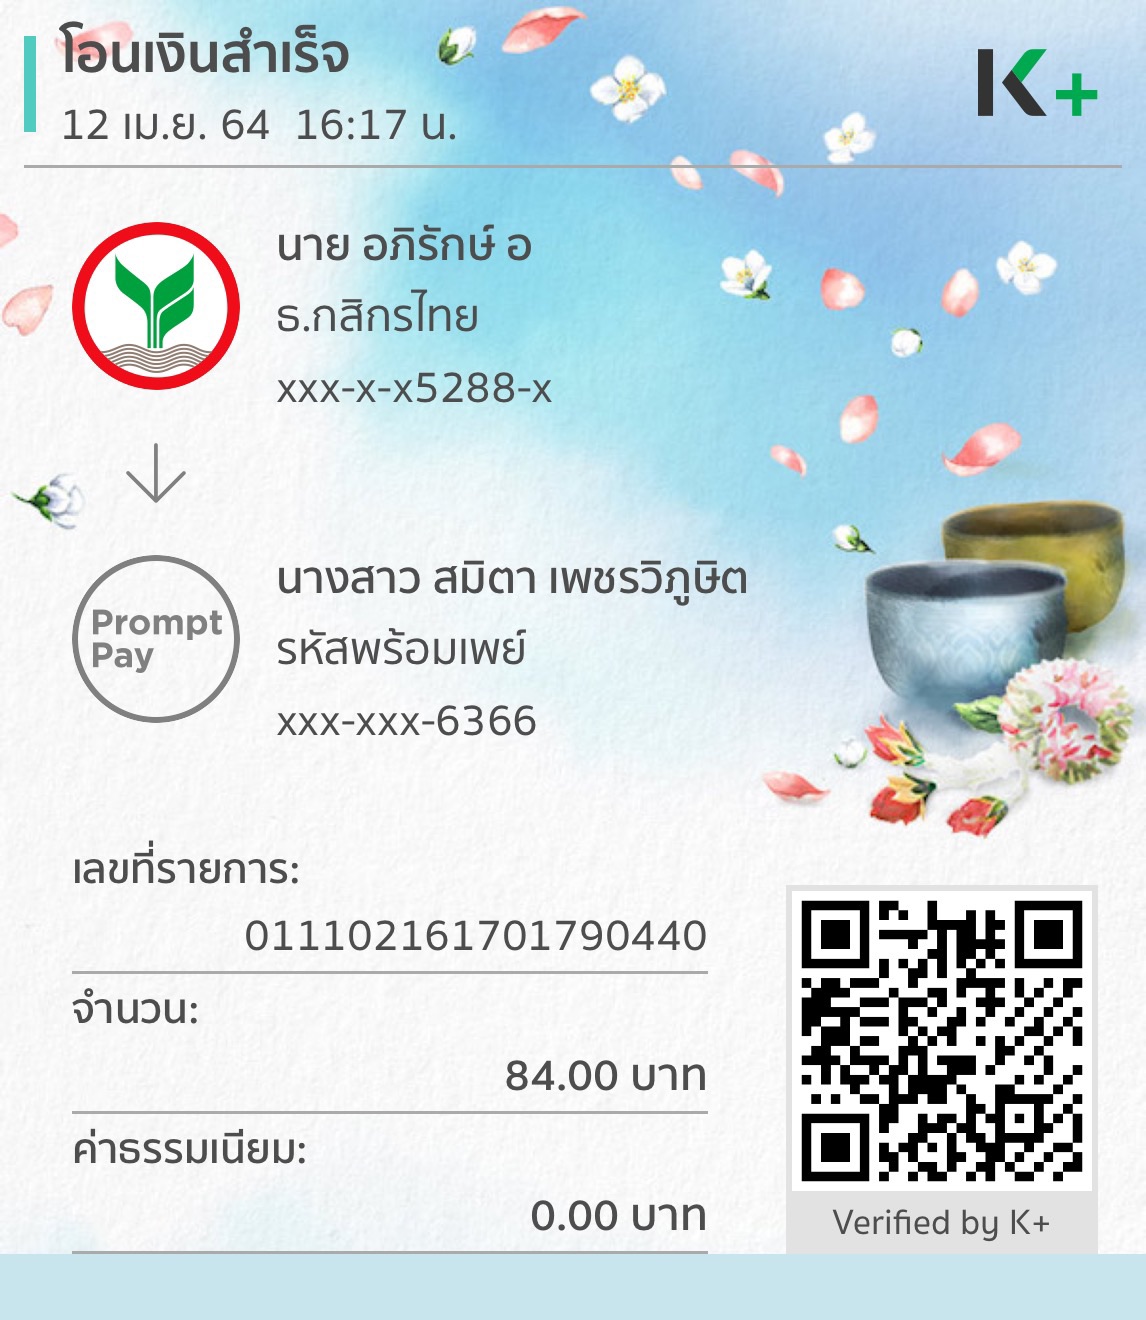 โอนเงินสำเร็จ
12 เม.ย. 64 16:17 น.
K+
นาย อภิรักษ์ อ
ธ.กสิกรไทย
xxx-x-x5288-x
Prompt
Pay
นางสาว สมิตา เพชรวิภูษิต
รหัสพร้อมเพย์
xxx-xxx-6366
เลขที่รายการ:
011102161701790440
จำนวน:
84.00 บาท
ค่าธรรมเนียม:
0.00 บาท
Verified by K+